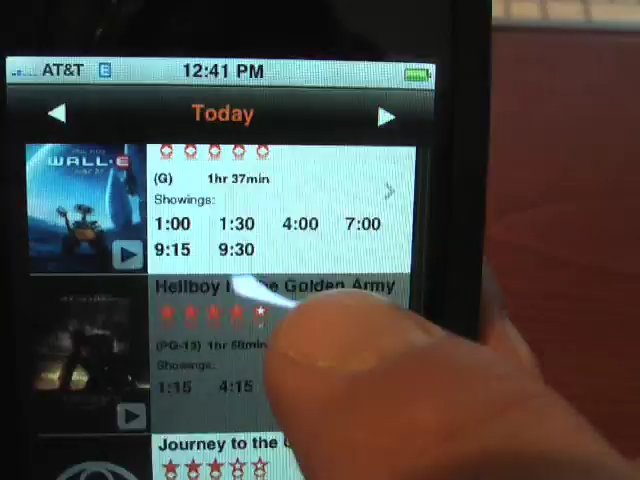 AT&T E 12:41 PM
Today
WALL·E
(G) 1hr 37min
Showings:
1:00 1:30 4:00 7:00
9:15 9:30
Hellboy The Golden Army
(PG-13) 1hr 58min
Showings:
1:15 4:15
Journey to the